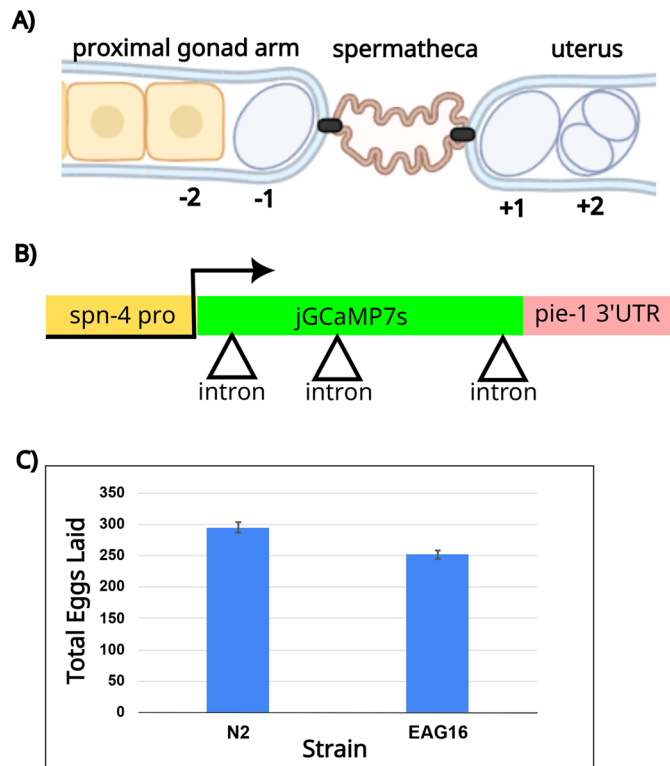 A)
proximal gonad arm spermatheca uterus
-2 -1 +1 +2
B)
spn-4 pro jGCaMP7s pie-1 3'UTR
intron intron intron
C)
350
300
250
200
150
100
50
0
Total Eggs Laid
N2 EAG16
Strain